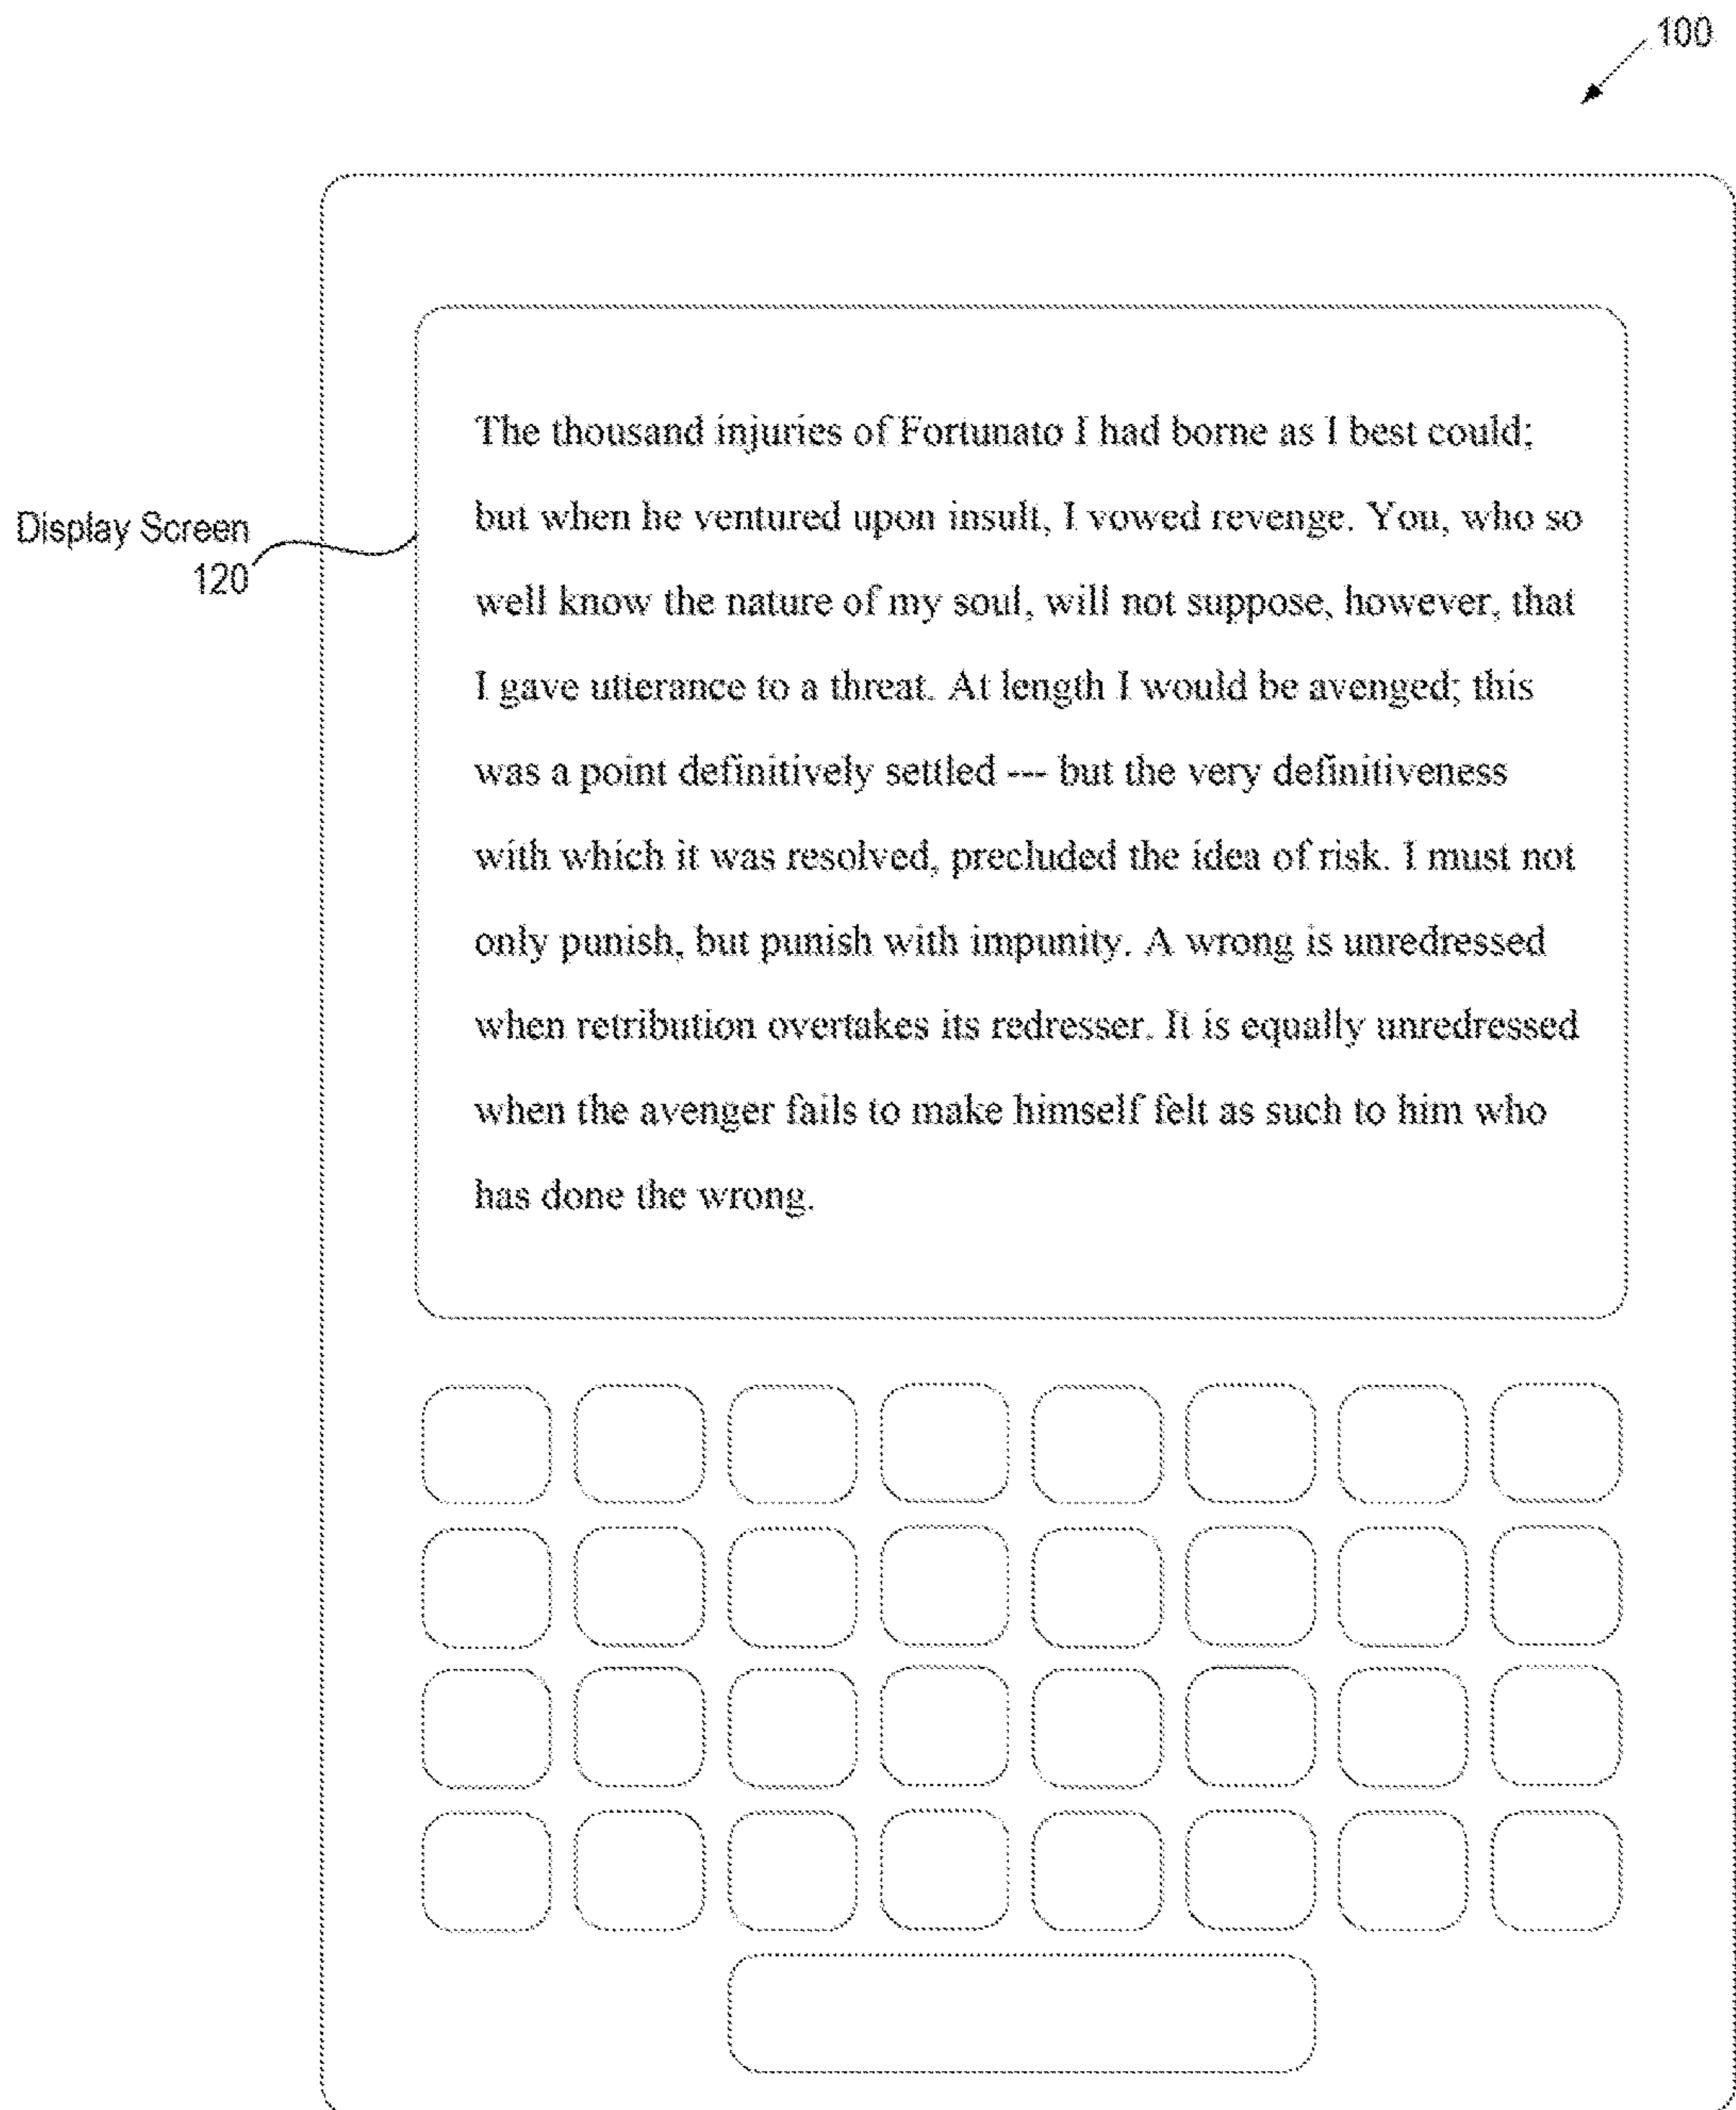 100
Display Screen
120
The thousand injuries of Fortunato I had borne as I best could;
but when he ventured upon insult, I vowed revenge. You, who so
well know the nature of my soul, will not suppose, however, that
I gave utterance to a threat. At length I would be avenged; this
was a point definitively settled --- but the very definitiveness
with which it was resolved, precluded the idea of risk. I must not
only punish, but punish with impunity. A wrong is unredressed
when retribution overtakes its redresser. It is equally unredressed
when the avenger fails to make himself felt as such to him who
has done the wrong.